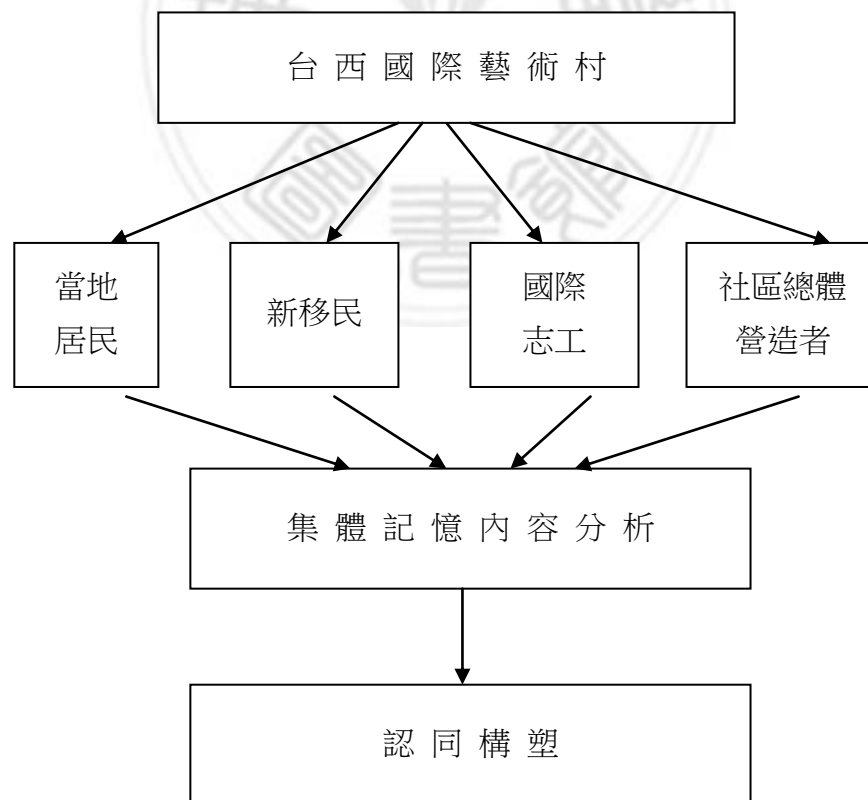 台西國際藝術村
當地
居民
新移民
國際
志工
社區總體
營造者
集體記憶內容分析
認同構塑